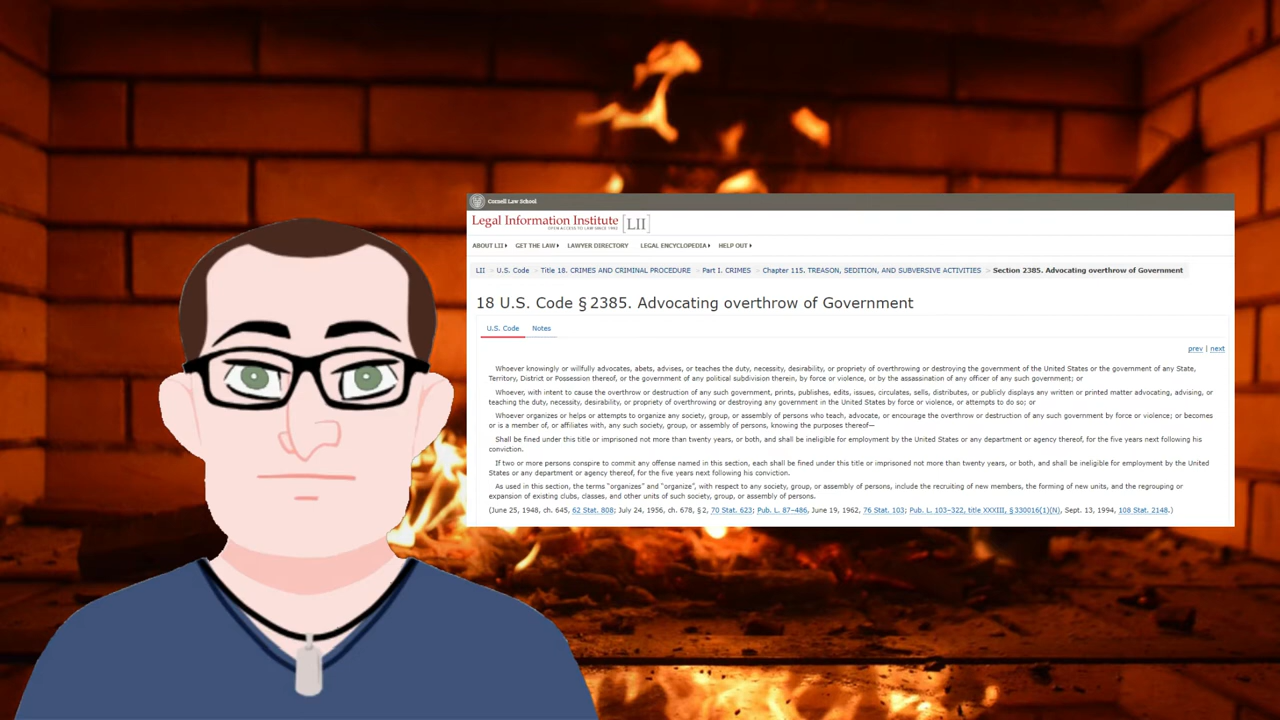 Cornell Law School
Legal Information Institute [LII]
OPEN ACCESS TO LAW SINCE 1992
ABOUT LII GET THE LAW LAWYER DIRECTORY LEGAL ENCYCLOPEDIA HELP OUT
LII > U.S. Code > Title 18. CRIMES AND CRIMINAL PROCEDURE > Part I. CRIMES > Chapter 115. TREASON, SEDITION, AND SUBVERSIVE ACTIVITIES > Section 2385. Advocating overthrow of Government
18 U.S. Code § 2385. Advocating overthrow of Government
U.S. Code Notes
prev | next
Whoever knowingly or willfully advocates, abets, advises, or teaches the duty, necessity, desirability, or propriety of overthrowing or destroying the government of the United States or the government of any State,
Territory, District or Possession thereof, or the government of any political subdivision therein, by force or violence, or by the assassination of any officer of any such government; or
Whoever, with intent to cause the overthrow or destruction of any such government, prints, publishes, edits, issues, circulates, sells, distributes, or publicly displays any written or printed matter advocating, advising, or
teaching the duty, necessity, desirability, or propriety of overthrowing or destroying any government in the United States by force or violence, or attempts to do so; or
Whoever organizes or helps or attempts to organize any society, group, or assembly of persons who teach, advocate, or encourage the overthrow or destruction of any such government by force or violence; or becomes
or is a member of, or affiliates with, any such society, group, or assembly of persons, knowing the purposes thereof—
Shall be fined under this title or imprisoned not more than twenty years, or both, and shall be ineligible for employment by the United States or any department or agency thereof, for the five years next following his
conviction.
If two or more persons conspire to commit any offense named in this section, each shall be fined under this title or imprisoned not more than twenty years, or both, and shall be ineligible for employment by the United
States or any department or agency thereof, for the five years next following his conviction.
As used in this section, the terms "organizes" and "organize", with respect to any society, group, or assembly of persons, include the recruiting of new members, the forming of new units, and the regrouping or
expansion of existing clubs, classes, and other units of such society, group, or assembly of persons.
(June 25, 1948, ch. 645, 62 Stat. 808; July 24, 1956, ch. 678, § 2, 70 Stat. 623; Pub. L. 87–486, June 19, 1962, 76 Stat. 103; Pub. L. 103–322, title XXXIII, § 330016(1)(N), Sept. 13, 1994, 108 Stat. 2148.)